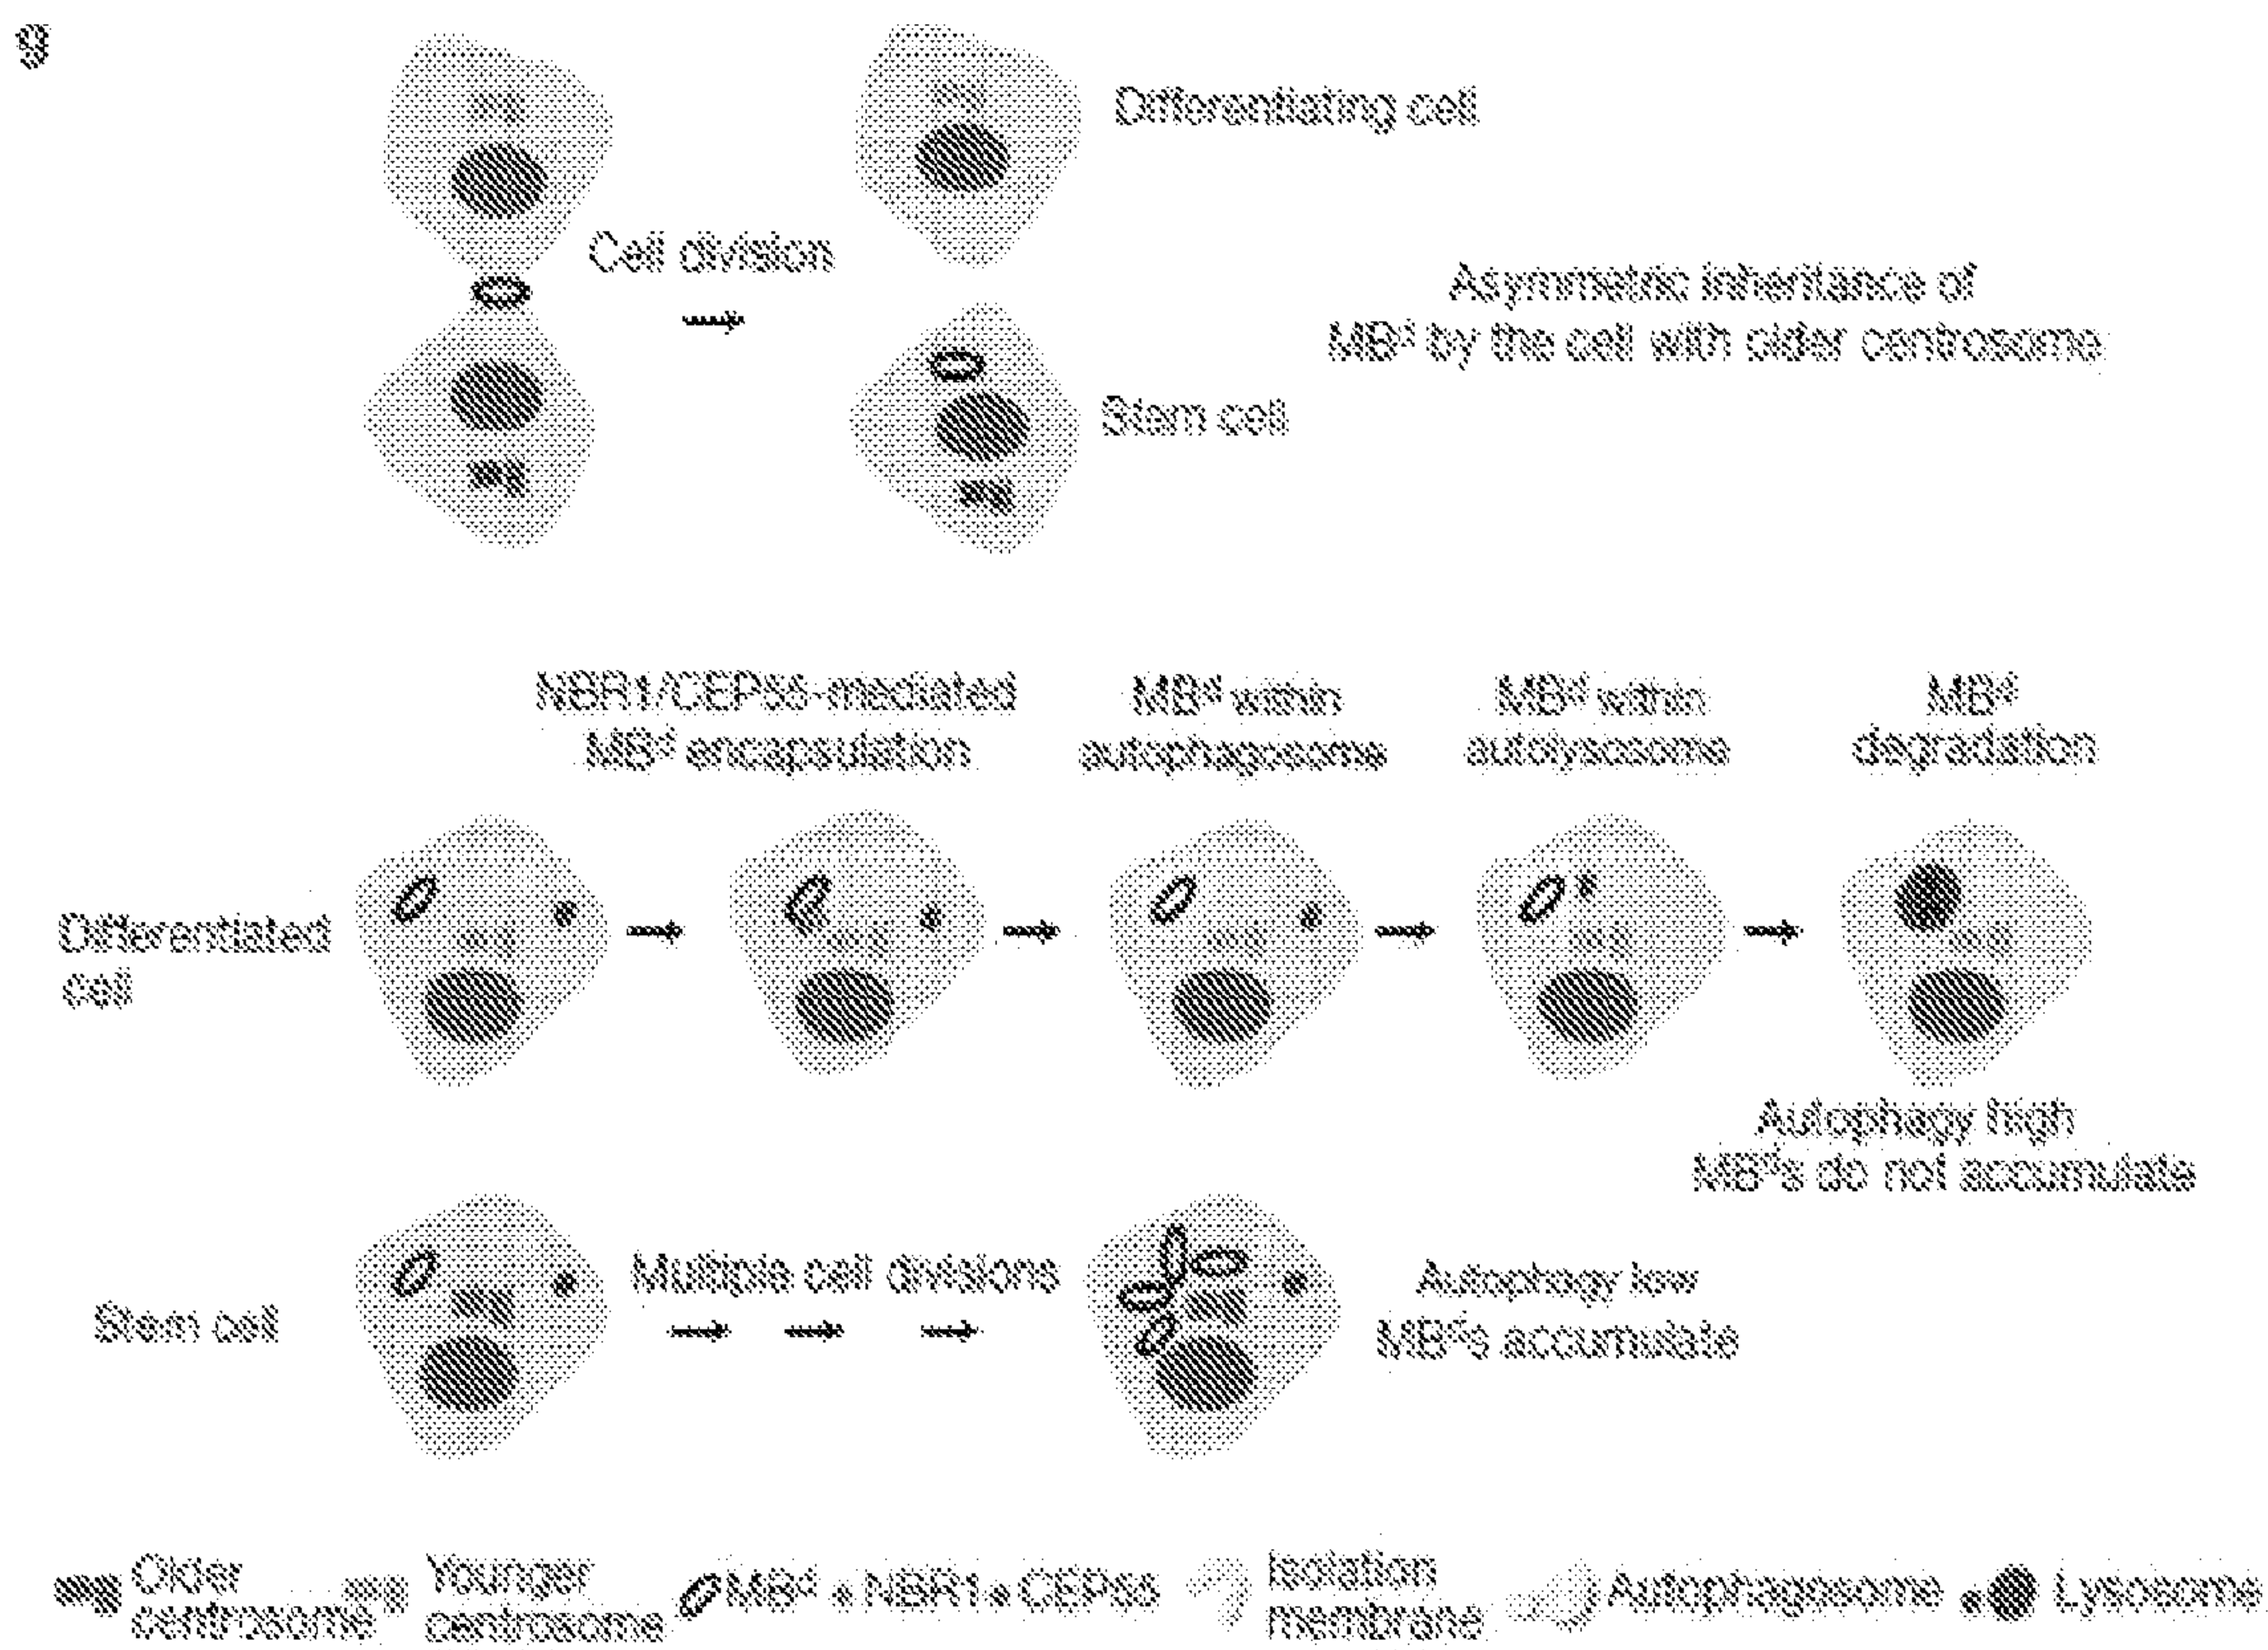 g
Differentiating cell
Cell division
Asymmetric inheritance of
MBᵈ by the cell with older centrosome
Stem cell
NBR1/CEP55-mediated
MBᵈ encapsulation
MBᵈ within
autophagosome
MBᵈ within
autolysosome
MBᵈ
degradation
Differentiated
cell
Autophagy high
MBᵈs do not accumulate
Stem cell
Multiple cell divisions
Autophagy low
MBᵈs accumulate
Older
centrosome
Younger
centrosome
MBᵈ
NBR1
CEP55
Isolation
membrane
Autophagosome
Lysosome